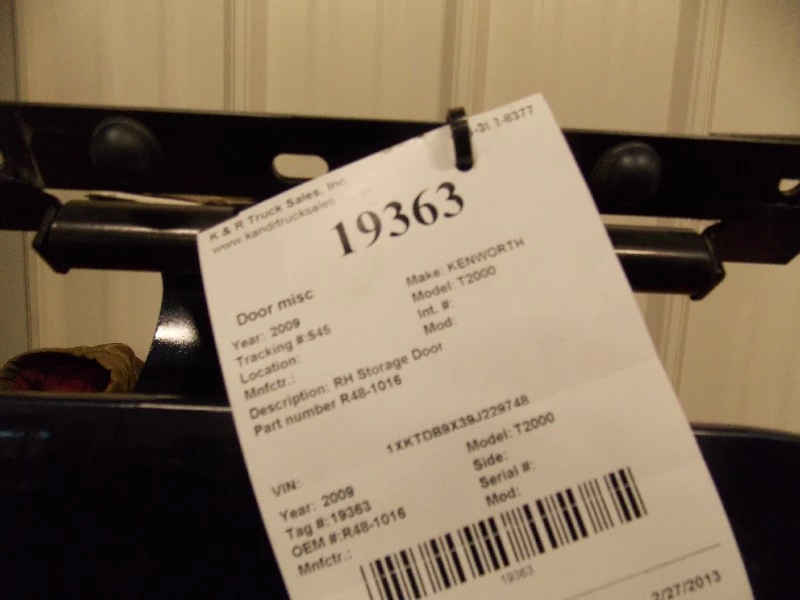 -317-8377
K & R Truck Sales, Inc
www.kandrtrucksales
19363
Door misc
Make: KENWORTH
Year: 2009
Model: T2000
Tracking #:545
Int. #:
Location:
Mod:
Mnfctr.:
Description: RH Storage Door
Part number R48-1016
VIN: 1XKTDB9X39J229748
Year: 2009
Model: T2000
Tag #:19363
Side:
OEM #:R48-1016
Serial #:
Mnfctr.:
Mod:
19363
2/27/2013